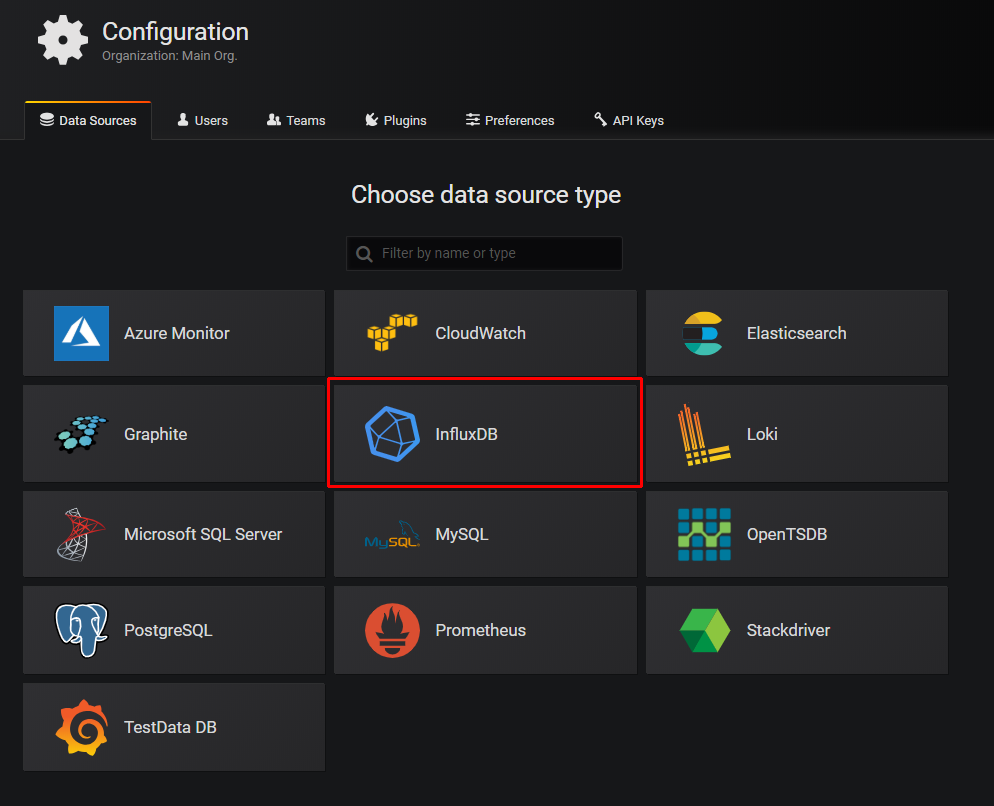 Configuration
Organization: Main Org.
Data Sources Users Teams Plugins Preferences API Keys
Choose data source type
Filter by name or type
Azure Monitor CloudWatch Elasticsearch
Graphite InfluxDB Loki
Microsoft SQL Server MySQL MySQL OpenTSDB
PostgreSQL Prometheus Stackdriver
TestData DB